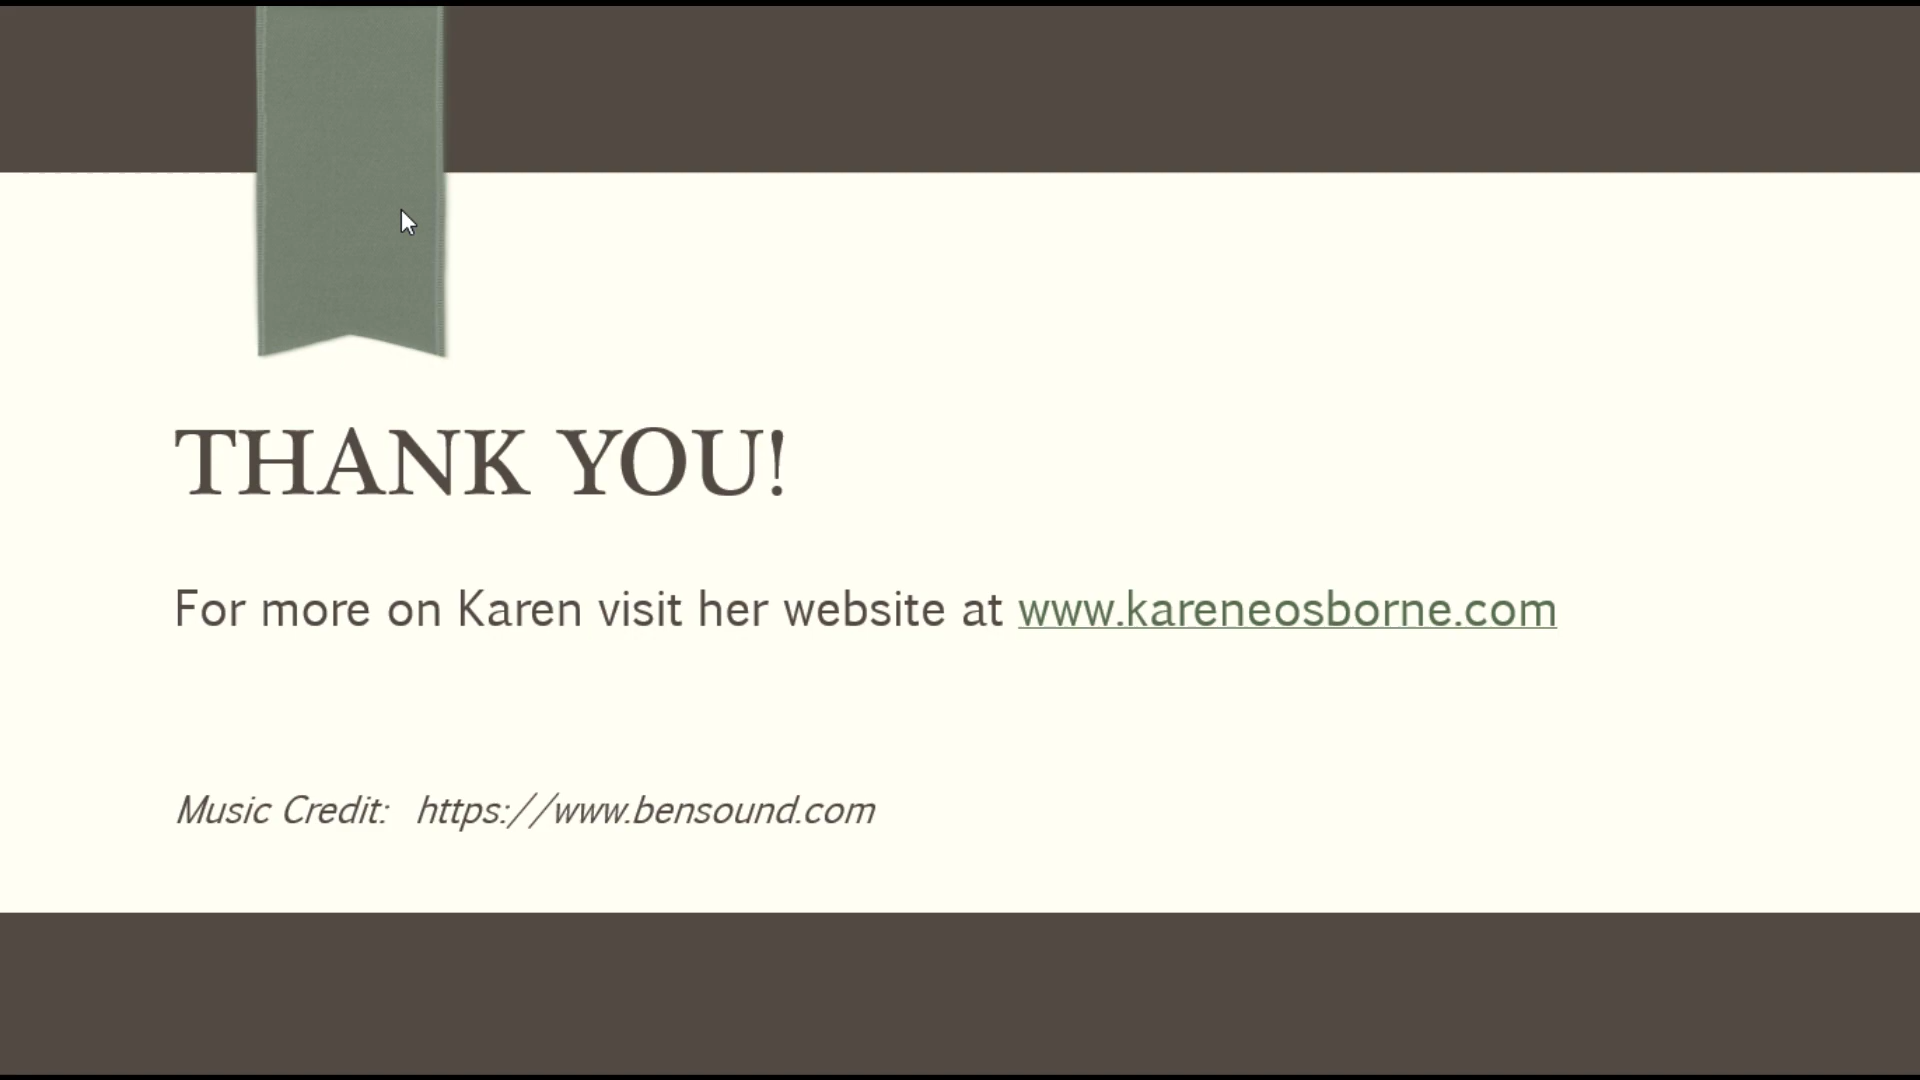 THANK YOU!
For more on Karen visit her website at www.kareneosborne.com
Music Credit: https://www.bensound.com